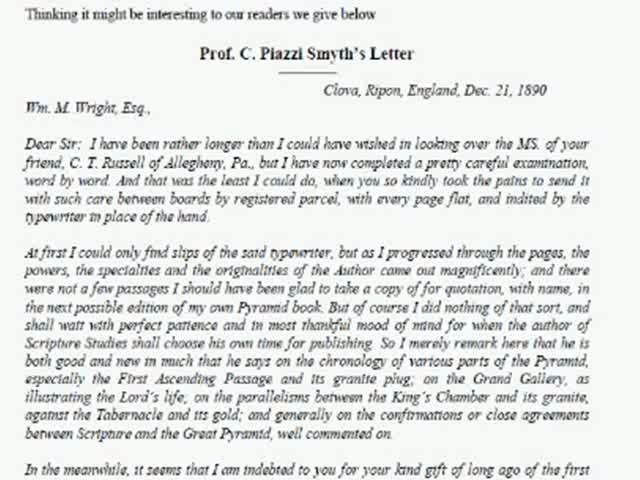 Thinking it might be interesting to our readers we give below
Prof. C. Piazzi Smyth's Letter
Clova, Ripon, England, Dec. 21, 1890
Wm. M. Wright, Esq.,
Dear Sir: I have been rather longer than I could have wished in looking over the MS. of your
friend, C. T. Russell of Allegheny, Pa., but I have now completed a pretty careful examination,
word by word. And that was the least I could do, when you so kindly took the pains to send it
with such care between boards by registered parcel, with every page flat, and indited by the
typewriter in place of the hand.
At first I could only find slips of the said typewriter, but as I progressed through the pages, the
powers, the specialties and the originalities of the Author came out magnificently; and there
were not a few passages I should have been glad to take a copy of for quotation, with name, in
the next possible edition of my own Pyramid book. But of course I did nothing of that sort, and
shall wait with perfect patience and in most thankful mood of mind for when the author of
Scripture Studies shall choose his own time for publishing. So I merely remark here that he is
both good and new in much that he says on the chronology of various parts of the Pyramid,
especially the First Ascending Passage and its granite plug; on the Grand Gallery, as
illustrating the Lord's life, on the parallelisms between the King's Chamber and its granite,
against the Tabernacle and its gold; and generally on the confirmations or close agreements
between Scripture and the Great Pyramid, well commented on.
In the meanwhile, it seems that I am indebted to you for your kind gift of long ago of the first